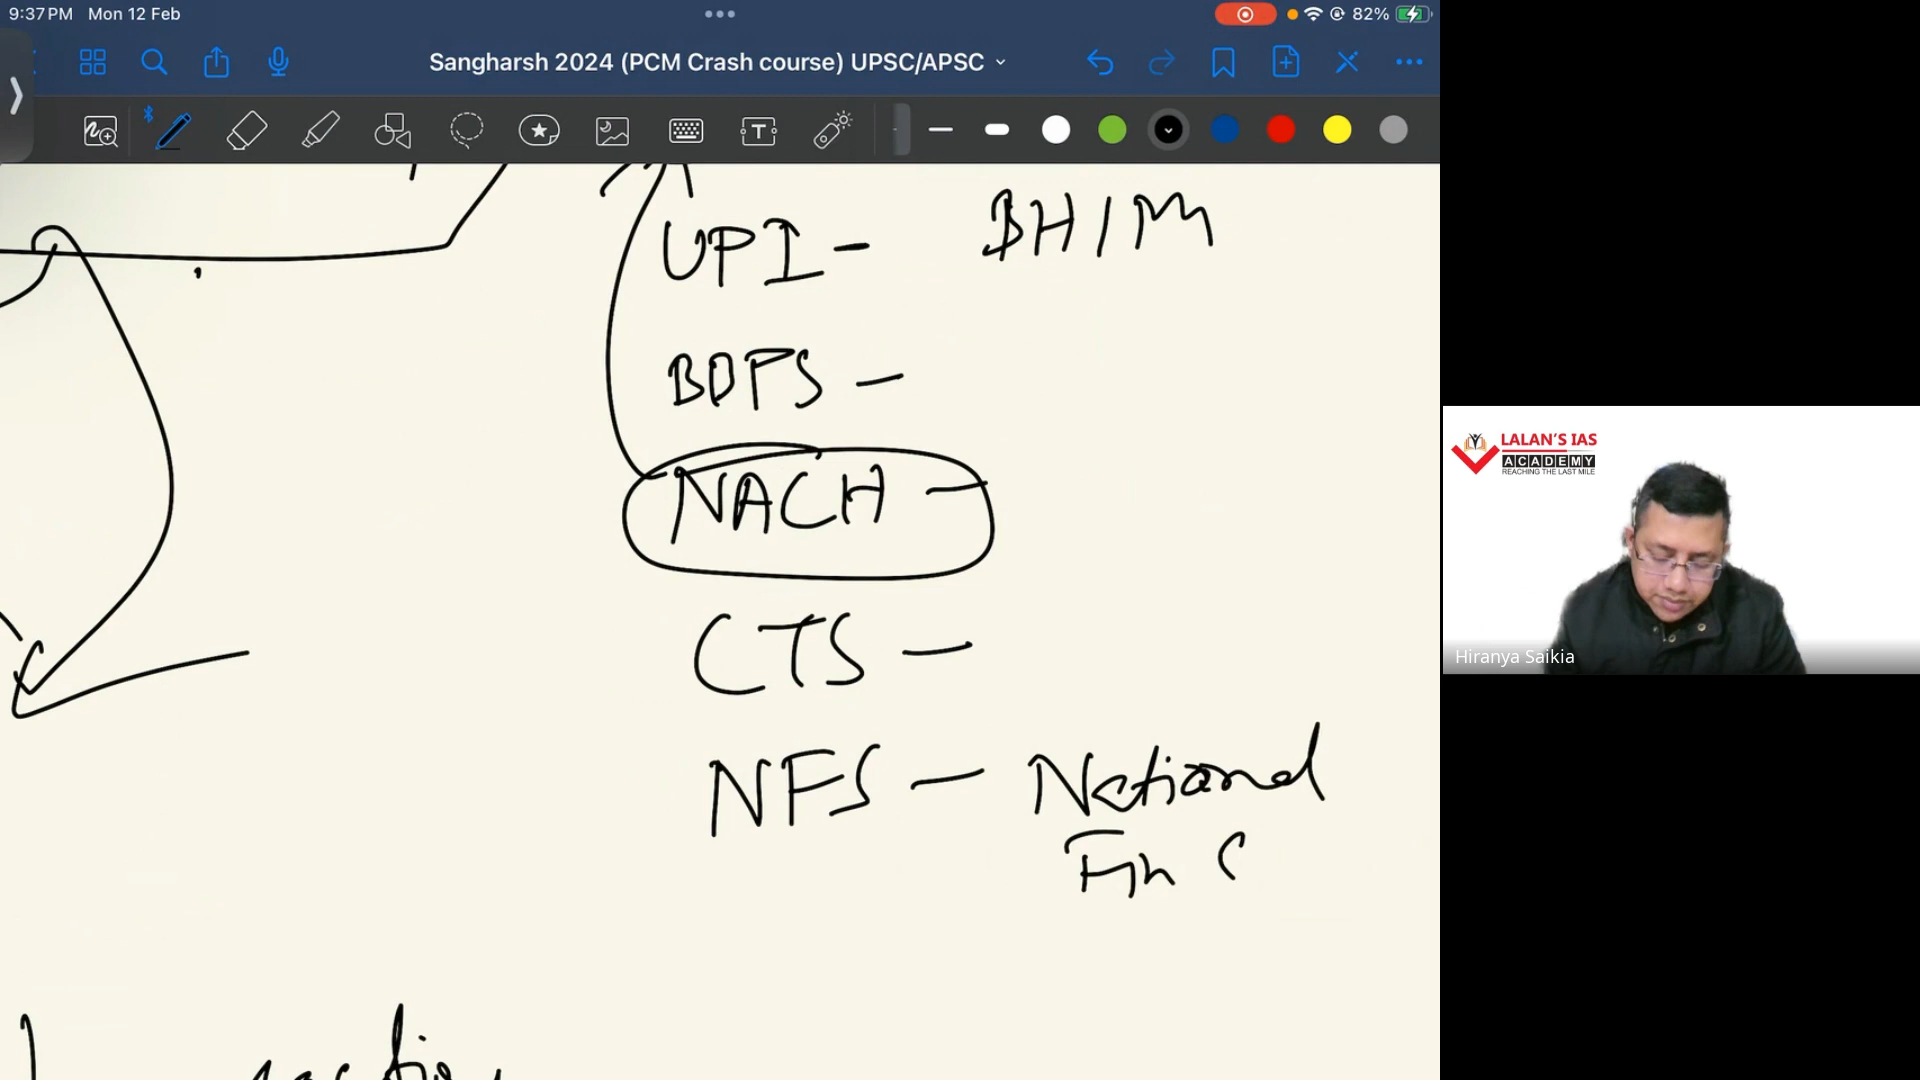 9:37 PM Mon 12 Feb
82%
Sangharsh 2024 (PCM Crash course) UPSC/APSC
T
UPI - BHIM
BDPS -
NACH -
CTS -
NFS - National
Fin
LALAN'S IAS
ACADEMY
REACHING THE LAST MILE
Hiranya Saikia